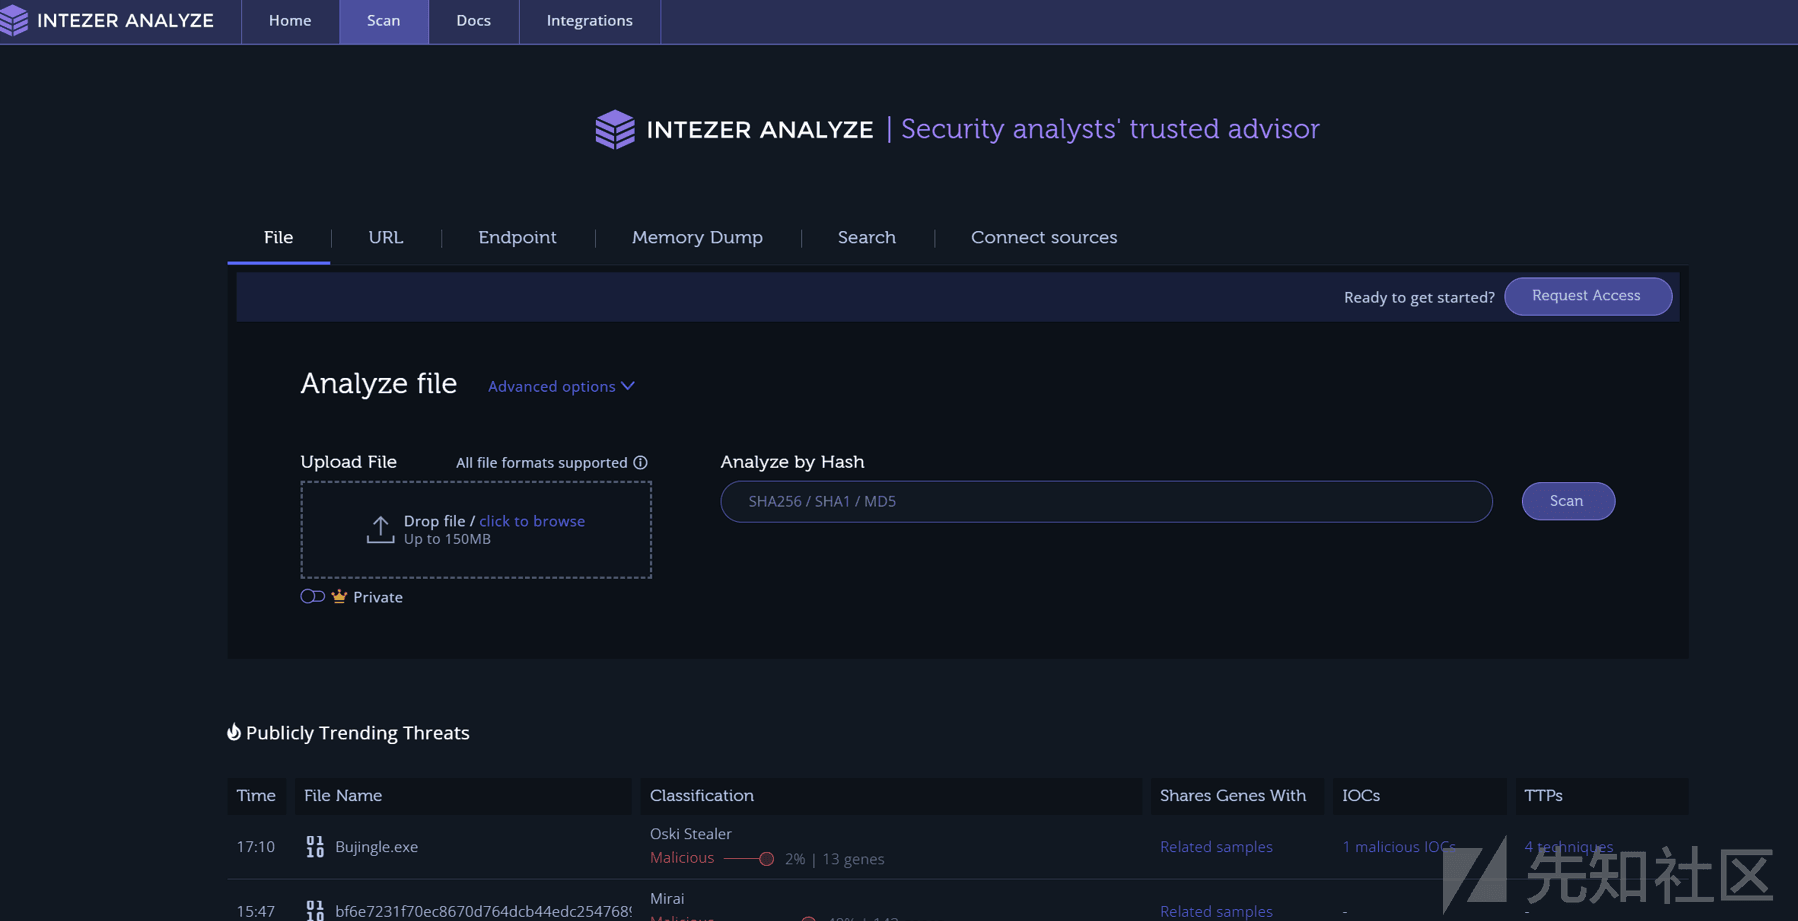 INTEZER ANALYZE Home Scan Docs Integrations
INTEZER ANALYZE | Security analysts' trusted advisor
File URL Endpoint Memory Dump Search Connect sources
Ready to get started? Request Access
Analyze file Advanced options
Upload File All file formats supported Analyze by Hash
Drop file / click to browse
Up to 150MB
SHA256 / SHA1 / MD5 Scan
Private
Publicly Trending Threats
Time File Name Classification Shares Genes With IOCs TTPs
Oski Stealer
17:10 Bujingle.exe Related samples 1 malicious IOCs 4 techniques
Malicious 2% | 13 genes
Mirai
15:47 bf6e7231f70ec8670d764dcb44edc2547689 Related samples - -
Malicious
先知社区